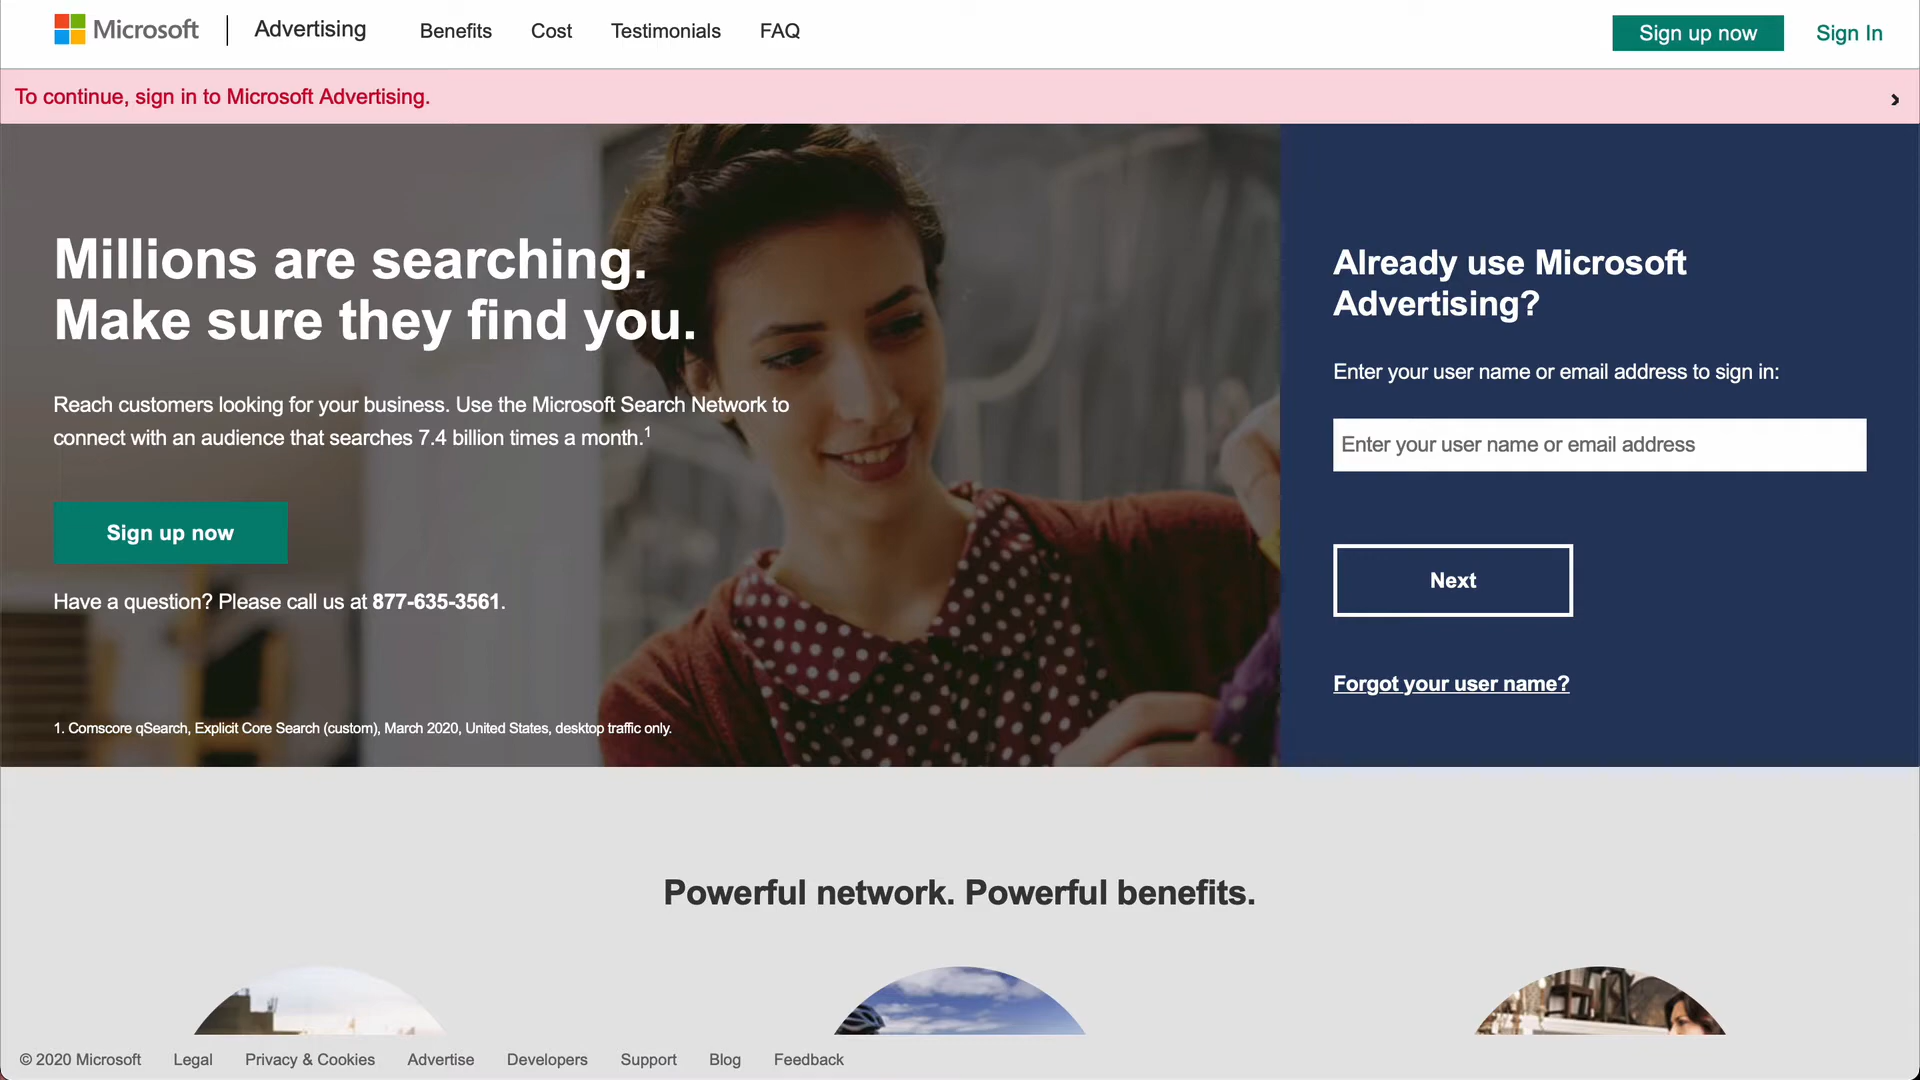 Microsoft
Advertising
Benefits
Cost
Testimonials
FAQ
Sign up now
Sign In
To continue, sign in to Microsoft Advertising.
Millions are searching.
Make sure they find you.
Reach customers looking for your business. Use the Microsoft Search Network to
connect with an audience that searches 7.4 billion times a month.1
Sign up now
Have a question? Please call us at 877-635-3561.
1. Comscore qSearch, Explicit Core Search (custom), March 2020, United States, desktop traffic only.
Already use Microsoft
Advertising?
Enter your user name or email address to sign in:
Enter your user name or email address
Next
Forgot your user name?
Powerful network. Powerful benefits.
© 2020 Microsoft
Legal
Privacy & Cookies
Advertise
Developers
Support
Blog
Feedback